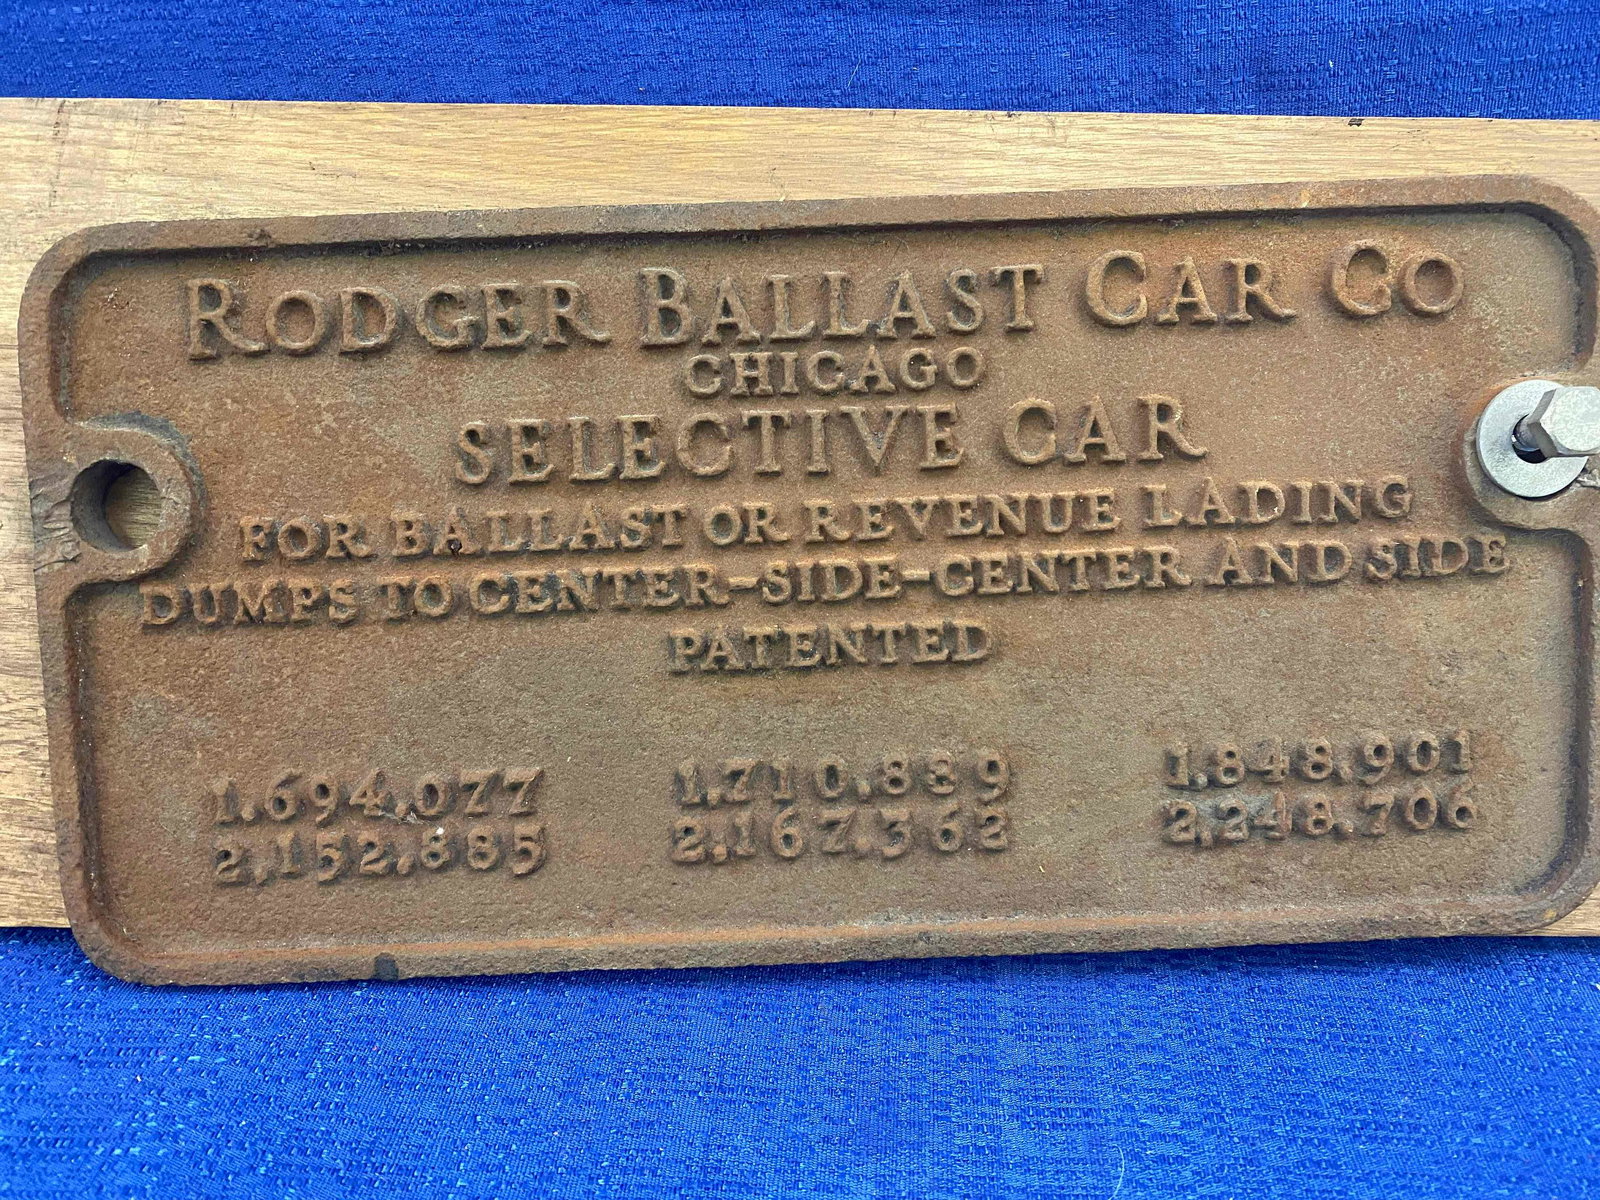 RODGER BALLAST CAR CO
CHICAGO
SELECTIVE CAR
FOR BALLAST OR REVENUE LADING
DUMPS TO CENTER-SIDE-CENTER AND SIDE
PATENTED
1.694.077 1.710.889 1.848.901
2.152.885 2.167.362 2.248.706